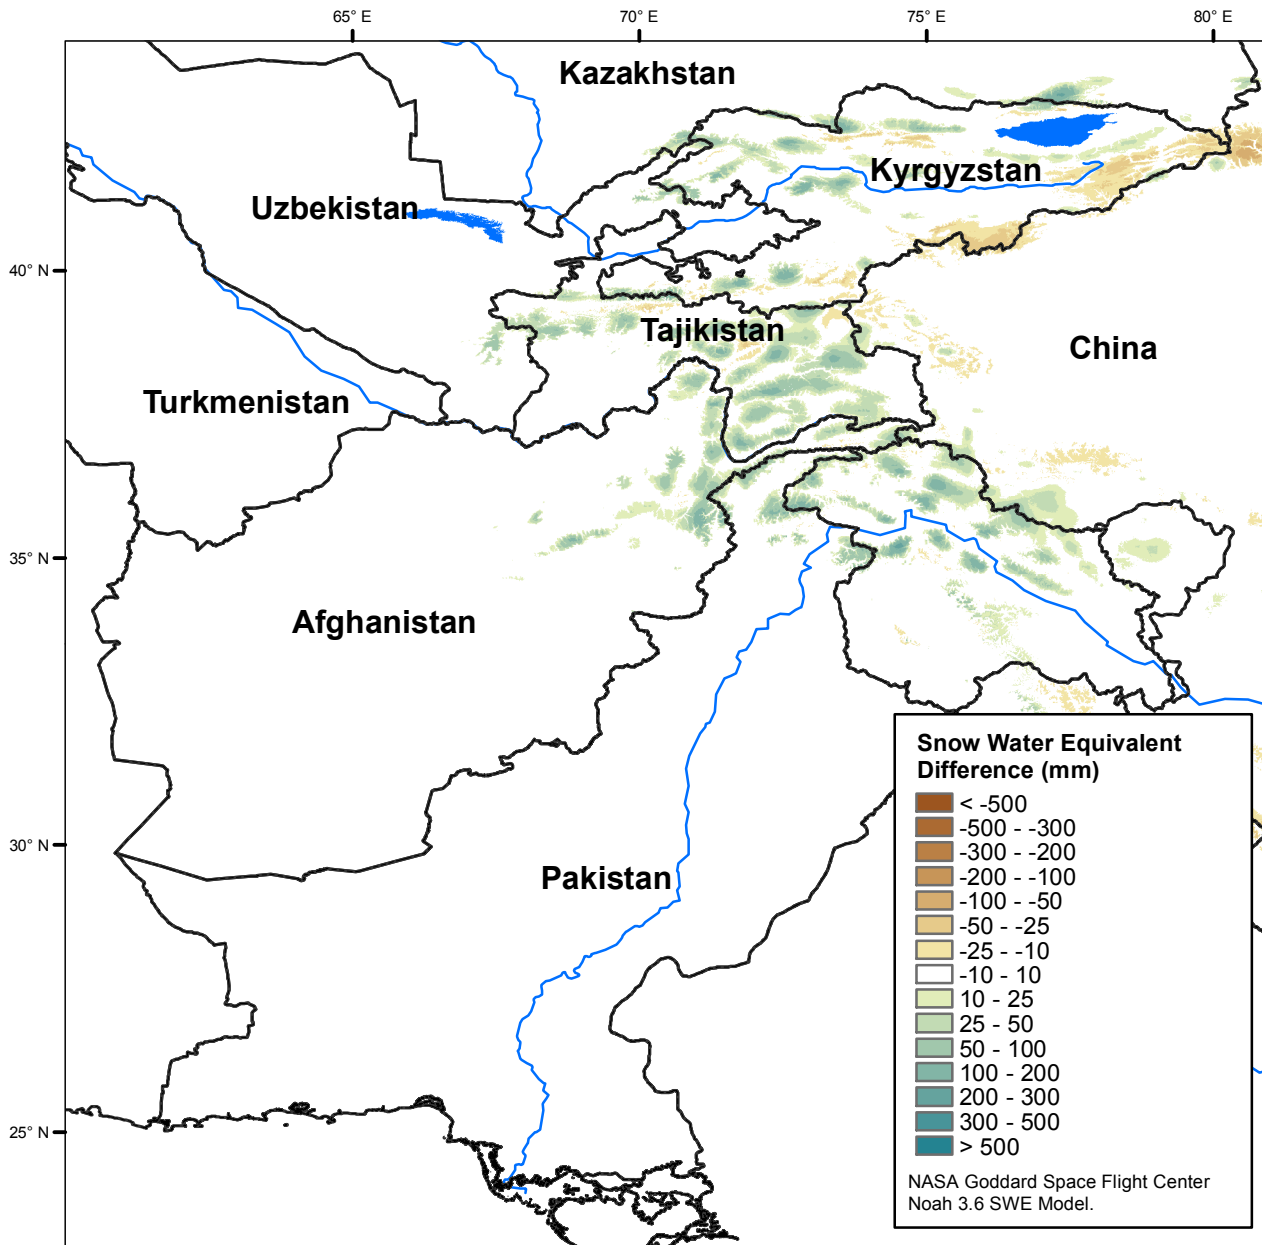 65° E
70° E
75° E
80° E
Kazakhstan
Kyrgyzstan
Uzbekistan
40° N
Tajikistan
China
Turkmenistan
35° N
Afghanistan
30° N
Pakistan
25° N
Snow Water Equivalent
Difference (mm)
< -500
-500 - -300
-300 - -200
-200 - -100
-100 - -50
-50 - -25
-25 - -10
-10 - 10
10 - 25
25 - 50
50 - 100
100 - 200
200 - 300
300 - 500
> 500
NASA Goddard Space Flight Center
Noah 3.6 SWE Model.